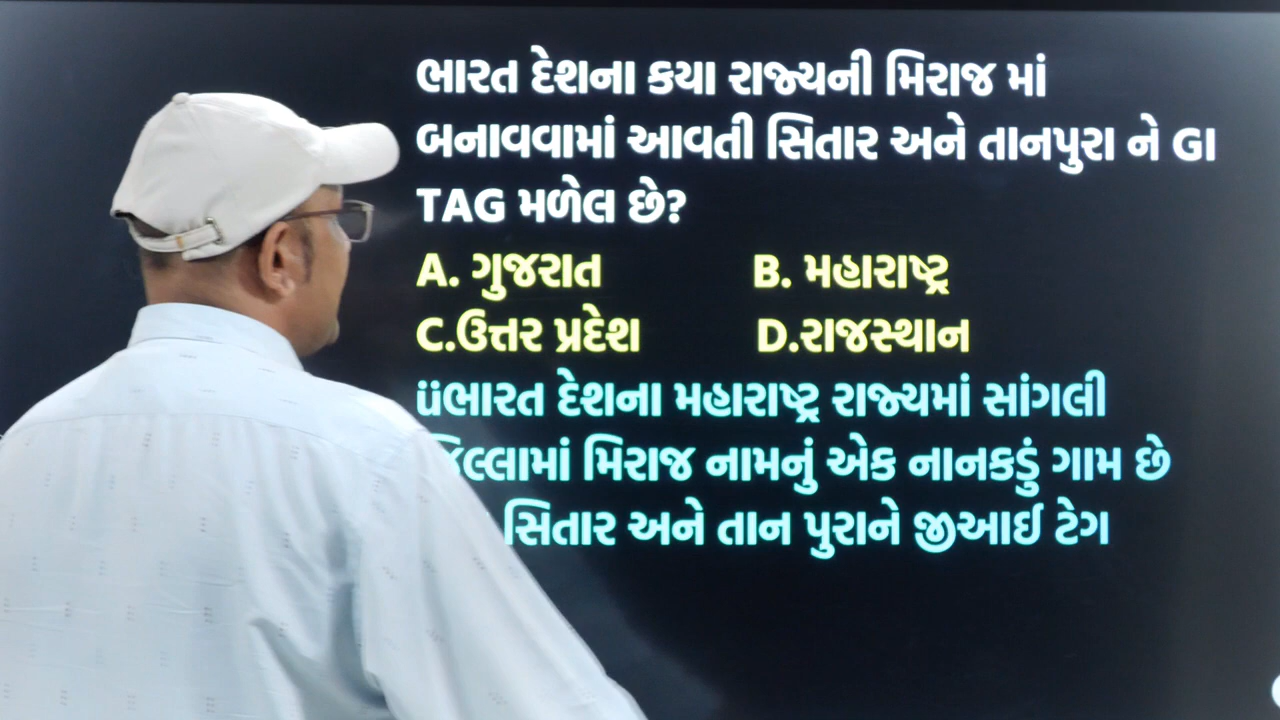 ભારત દેશના કયા રાજ્યની મિરાજ માં
બનાવવામાં આવતી સિતાર અને તાનપુરા ને GI
TAG મળેલ છે?
A. ગુજરાત B. મહારાષ્ટ્ર
C.ઉત્તર પ્રદેશ D.રાજસ્થાન
üભારત દેશના મહારાષ્ટ્ર રાજ્યમાં સાંગલી
મિરાજ નામનું એક નાનકડું ગામ છે
સિતાર અને તાન પુરાને જીઆઈ ટેગ